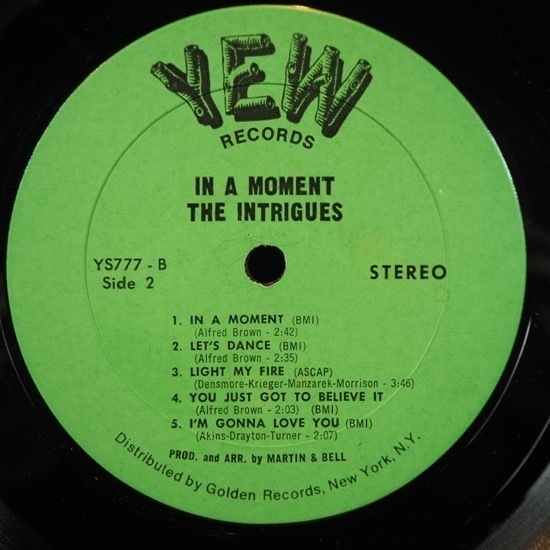 YEW
RECORDS
IN A MOMENT
THE INTRIGUES
YS777 - B
Side 2
STEREO
1. IN A MOMENT (BMI)
(Alfred Brown - 2:42)
2. LET'S DANCE (BMI)
(Alfred Brown - 2:35)
3. LIGHT MY FIRE (ASCAP)
(Densmore-Krieger-Manzarek-Morrison - 3:46)
4. YOU JUST GOT TO BELIEVE IT
(Alfred Brown - 2:03) (BMI)
5. I'M GONNA LOVE YOU (BMI)
(Akins-Drayton-Turner - 2:07)
PROD. and ARR. by MARTIN & BELL
Distributed by Golden Records, New York, N.Y.